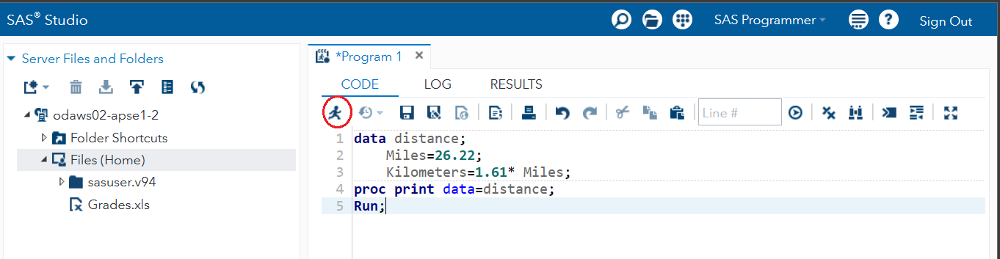 SAS® Studio
SAS Programmer
Sign Out
Server Files and Folders
odaws02-apse1-2
Folder Shortcuts
Files (Home)
sasuser.v94
Grades.xls
*Program 1
CODE LOG RESULTS
Line #
1 data distance;
2 Miles=26.22;
3 Kilometers=1.61* Miles;
4 proc print data=distance;
5 Run;